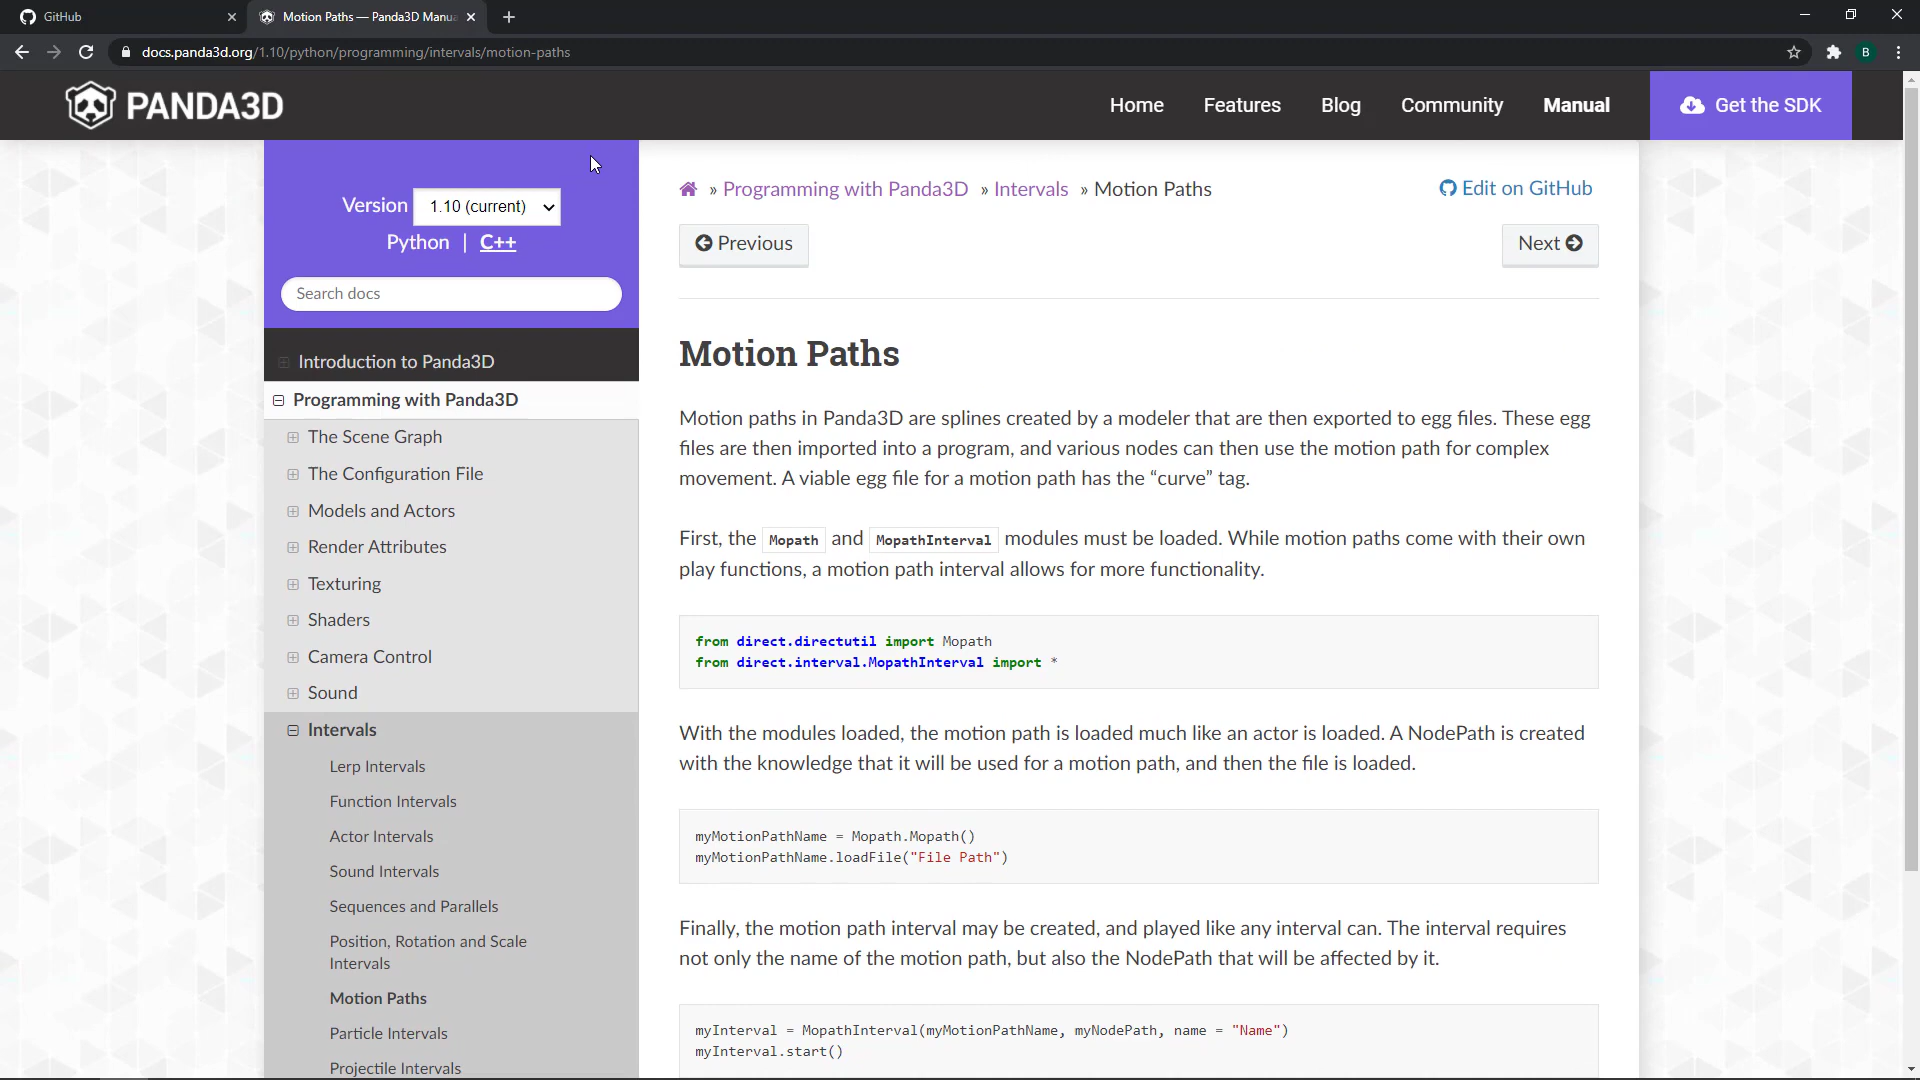 GitHub
Motion Paths — Panda3D Manua
docs.panda3d.org/1.10/python/programming/intervals/motion-paths
B
PANDA3D
Home
Features
Blog
Community
Manual
Get the SDK
Version
1.10 (current)
Python | C++
Search docs
Introduction to Panda3D
Programming with Panda3D
The Scene Graph
The Configuration File
Models and Actors
Render Attributes
Texturing
Shaders
Camera Control
Sound
Intervals
Lerp Intervals
Function Intervals
Actor Intervals
Sound Intervals
Sequences and Parallels
Position, Rotation and Scale
Intervals
Motion Paths
Particle Intervals
Projectile Intervals
» Programming with Panda3D » Intervals » Motion Paths
Edit on GitHub
Previous
Next
Motion Paths
Motion paths in Panda3D are splines created by a modeler that are then exported to egg files. These egg
files are then imported into a program, and various nodes can then use the motion path for complex
movement. A viable egg file for a motion path has the “curve” tag.
First, the Mopath and MopathInterval modules must be loaded. While motion paths come with their own
play functions, a motion path interval allows for more functionality.
from direct.directutil import Mopath
from direct.interval.MopathInterval import *
With the modules loaded, the motion path is loaded much like an actor is loaded. A NodePath is created
with the knowledge that it will be used for a motion path, and then the file is loaded.
myMotionPathName = Mopath.Mopath()
myMotionPathName.loadFile("File Path")
Finally, the motion path interval may be created, and played like any interval can. The interval requires
not only the name of the motion path, but also the NodePath that will be affected by it.
myInterval = MopathInterval(myMotionPathName, myNodePath, name = "Name")
myInterval.start()